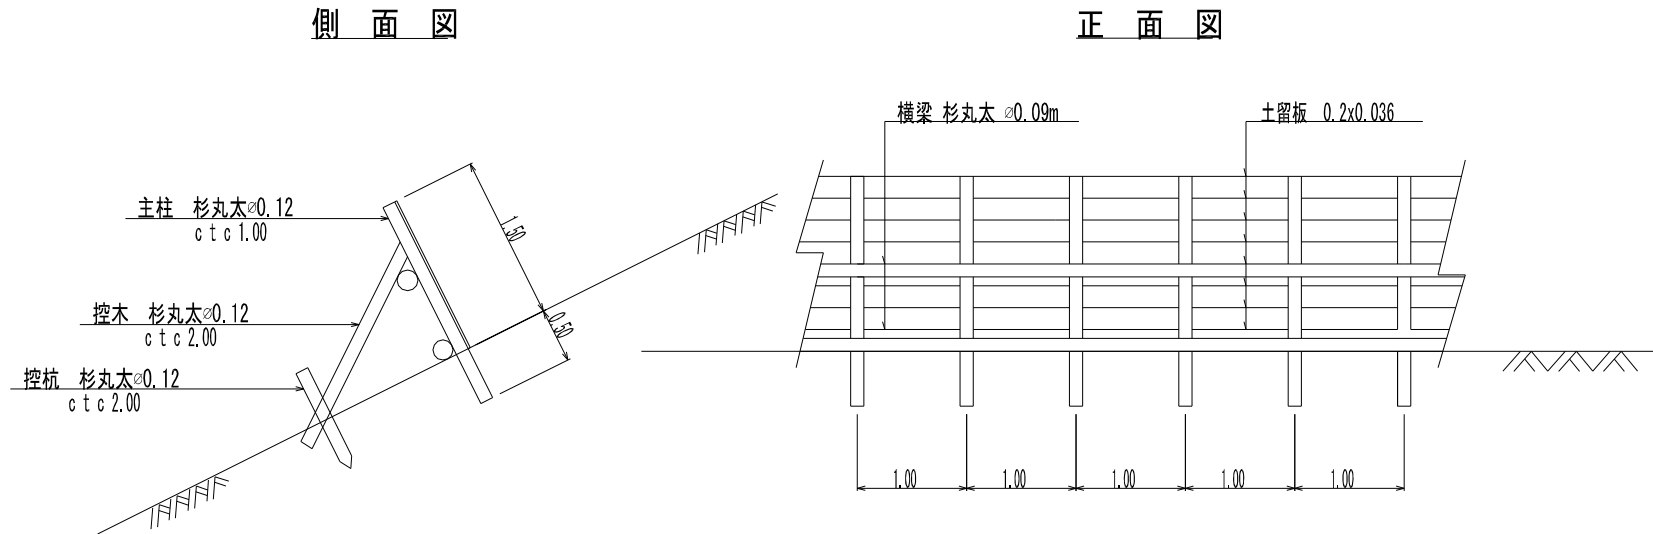 側面図
正面図
横梁 杉丸太 ∅0.09m
土留板 0.2x0.036
主柱 杉丸太∅0.12
ctc1.00
1.50
控木 杉丸太∅0.12
ctc2.00
0.50
控杭 杉丸太∅0.12
ctc2.00
1.00 1.00 1.00 1.00 1.00